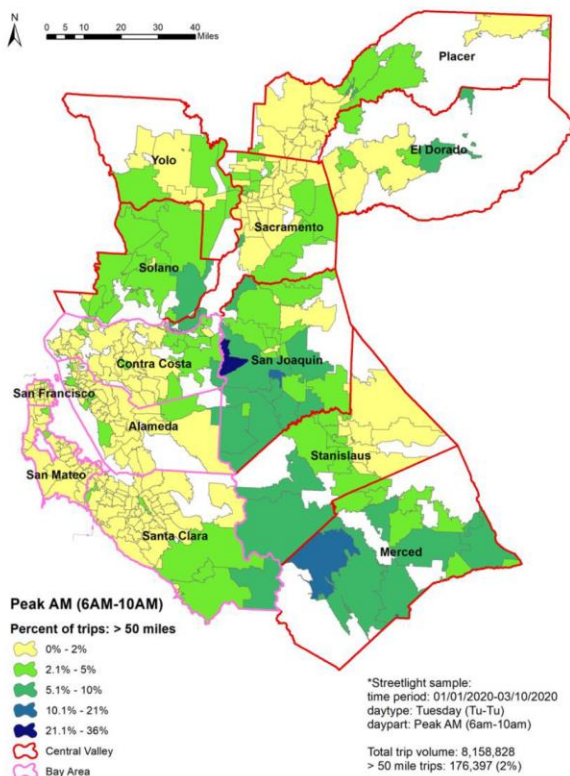 N
0 5 10 20 30 40
Miles
Placer
El Dorado
Yolo
Sacramento
Solano
Contra Costa
San Joaquin
San Francisco
Alameda
Stanislaus
San Mateo
Santa Clara
Merced
Peak AM (6AM-10AM)
Percent of trips: > 50 miles
0% - 2%
2.1% - 5%
5.1% - 10%
10.1% - 21%
21.1% - 36%
Central Valley
Bay Area
*Streetlight sample:
time period: 01/01/2020-03/10/2020
daytype: Tuesday (Tu-Tu)
daypart: Peak AM (6am-10am)
Total trip volume: 8,158,828
> 50 mile trips: 176,397 (2%)